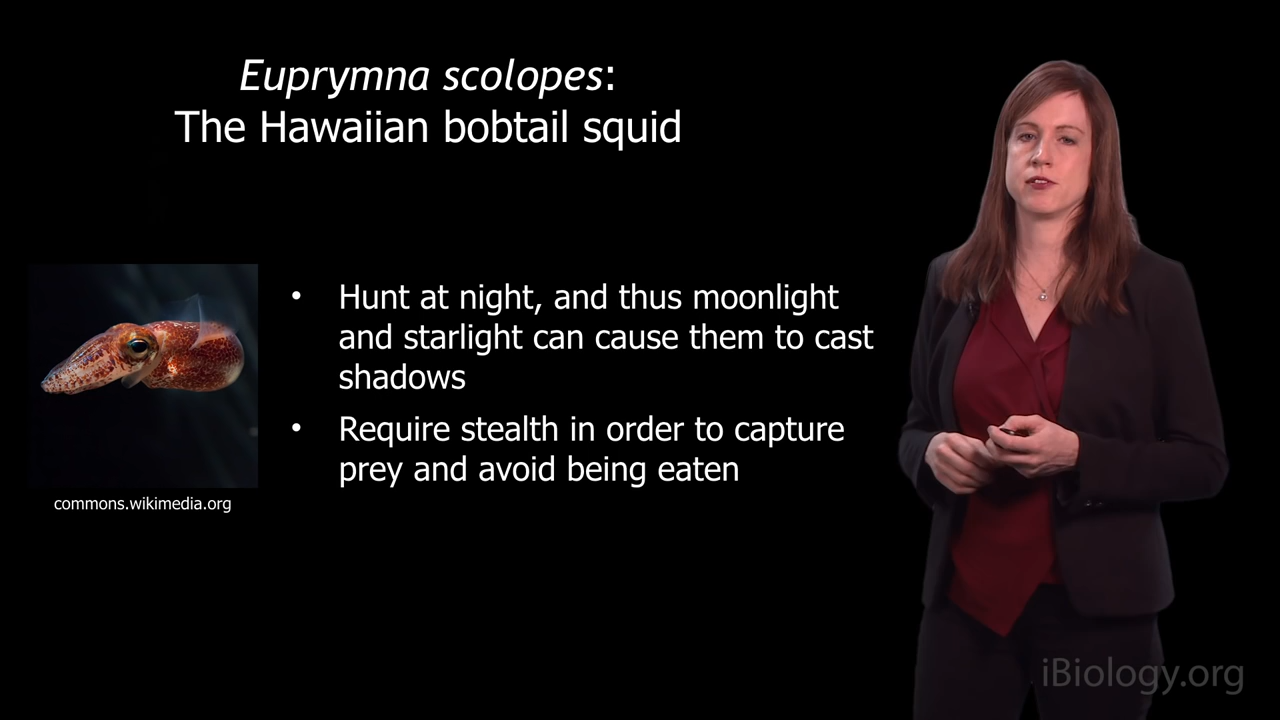 Euprymna scolopes:
The Hawaiian bobtail squid
• Hunt at night, and thus moonlight
and starlight can cause them to cast
shadows
• Require stealth in order to capture
prey and avoid being eaten
commons.wikimedia.org
iBiology.org